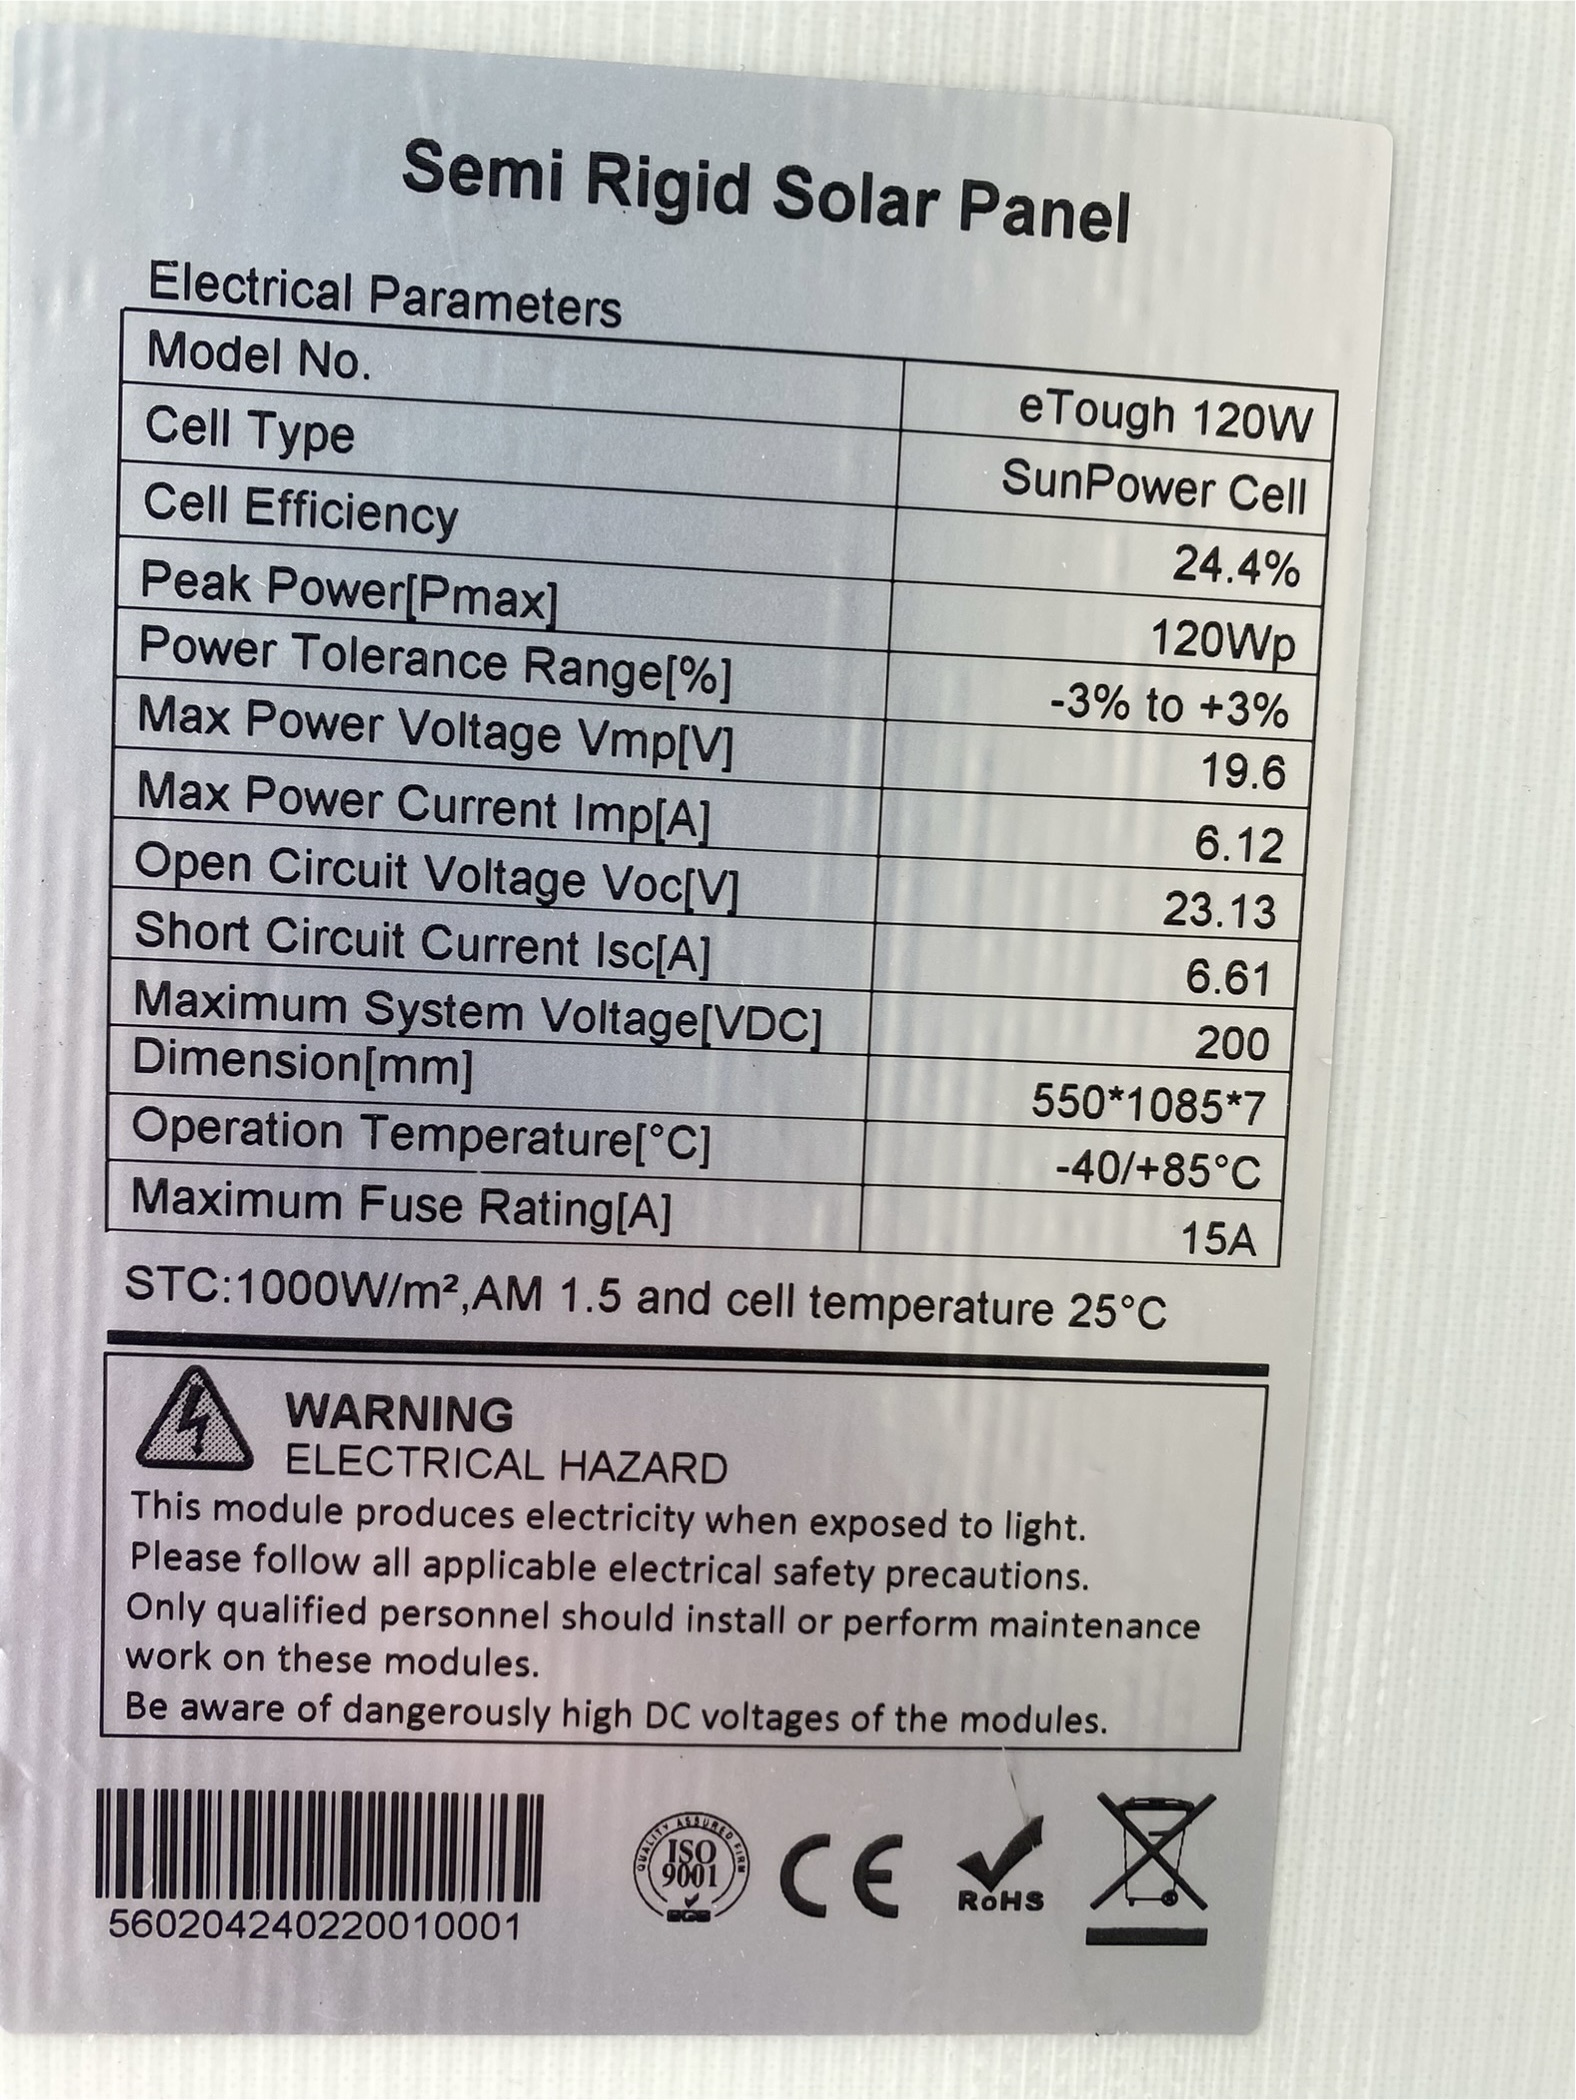 Semi Rigid Solar Panel
Electrical Parameters
Model No. eTough 120W
Cell Type SunPower Cell
Cell Efficiency 24.4%
Peak Power[Pmax] 120Wp
Power Tolerance Range[%] -3% to +3%
Max Power Voltage Vmp[V] 19.6
Max Power Current Imp[A] 6.12
Open Circuit Voltage Voc[V] 23.13
Short Circuit Current Isc[A] 6.61
Maximum System Voltage[VDC] 200
Dimension[mm] 550*1085*7
Operation Temperature[°C] -40/+85°C
Maximum Fuse Rating[A] 15A
STC:1000W/m²,AM 1.5 and cell temperature 25°C
WARNING
ELECTRICAL HAZARD
This module produces electricity when exposed to light.
Please follow all applicable electrical safety precautions.
Only qualified personnel should install or perform maintenance
work on these modules.
Be aware of dangerously high DC voltages of the modules.
560204240220010001
QUALITY ASSURED FIRM
ISO
9001
SGS
CE
RoHS